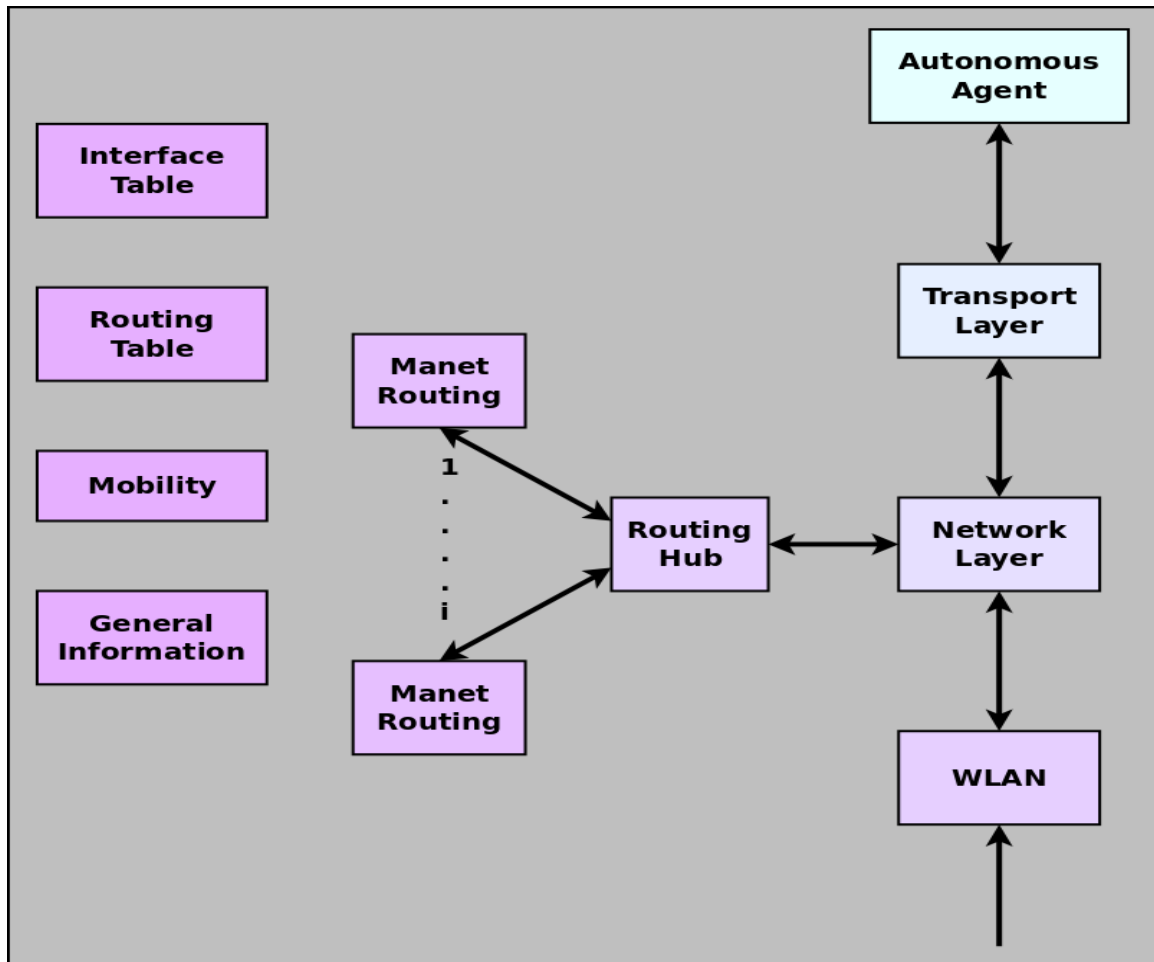 Autonomous
Agent
Interface
Table
Transport
Layer
Routing
Table
Manet
Routing
1
.
.
.
.
i
Mobility
Routing
Hub
Network
Layer
General
Information
Manet
Routing
WLAN